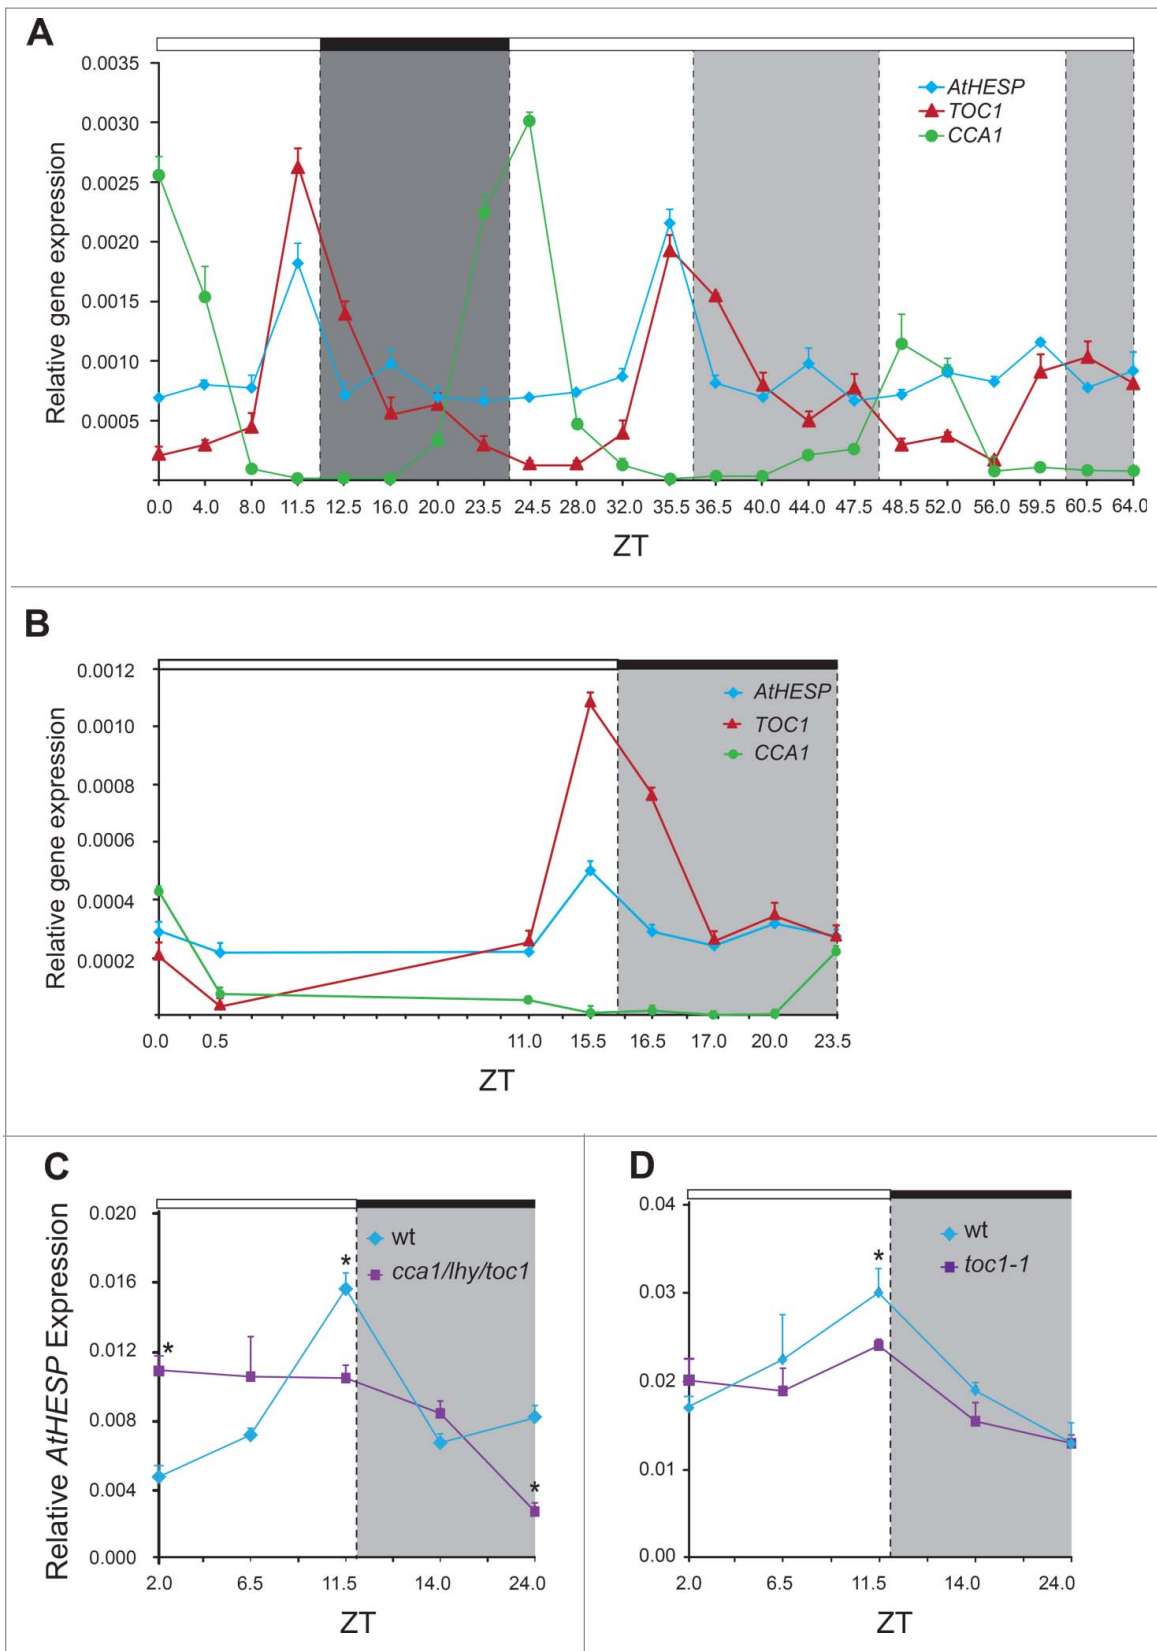 A
Relative gene expression
0.0035
0.0030
0.0025
0.0020
0.0015
0.0010
0.0005
AtHESP
TOC1
CCA1
0.0 4.0 8.0 11.5 12.5 16.0 20.0 23.5 24.5 28.0 32.0 35.5 36.5 40.0 44.0 47.5 48.5 52.0 56.0 59.5 60.5 64.0
ZT
B
Relative gene expression
0.0012
0.0010
0.0008
0.0006
0.0004
0.0002
AtHESP
TOC1
CCA1
0.0 0.5 11.0 15.5 16.5 17.0 20.0 23.5
ZT
C
Relative AtHESP Expression
0.020
0.016
0.012
0.008
0.004
0.000
wt
cca1/lhy/toc1
*
*
*
2.0 6.5 11.5 14.0 24.0
ZT
D
0.04
0.03
0.02
0.01
0.00
wt
toc1-1
*
2.0 6.5 11.5 14.0 24.0
ZT